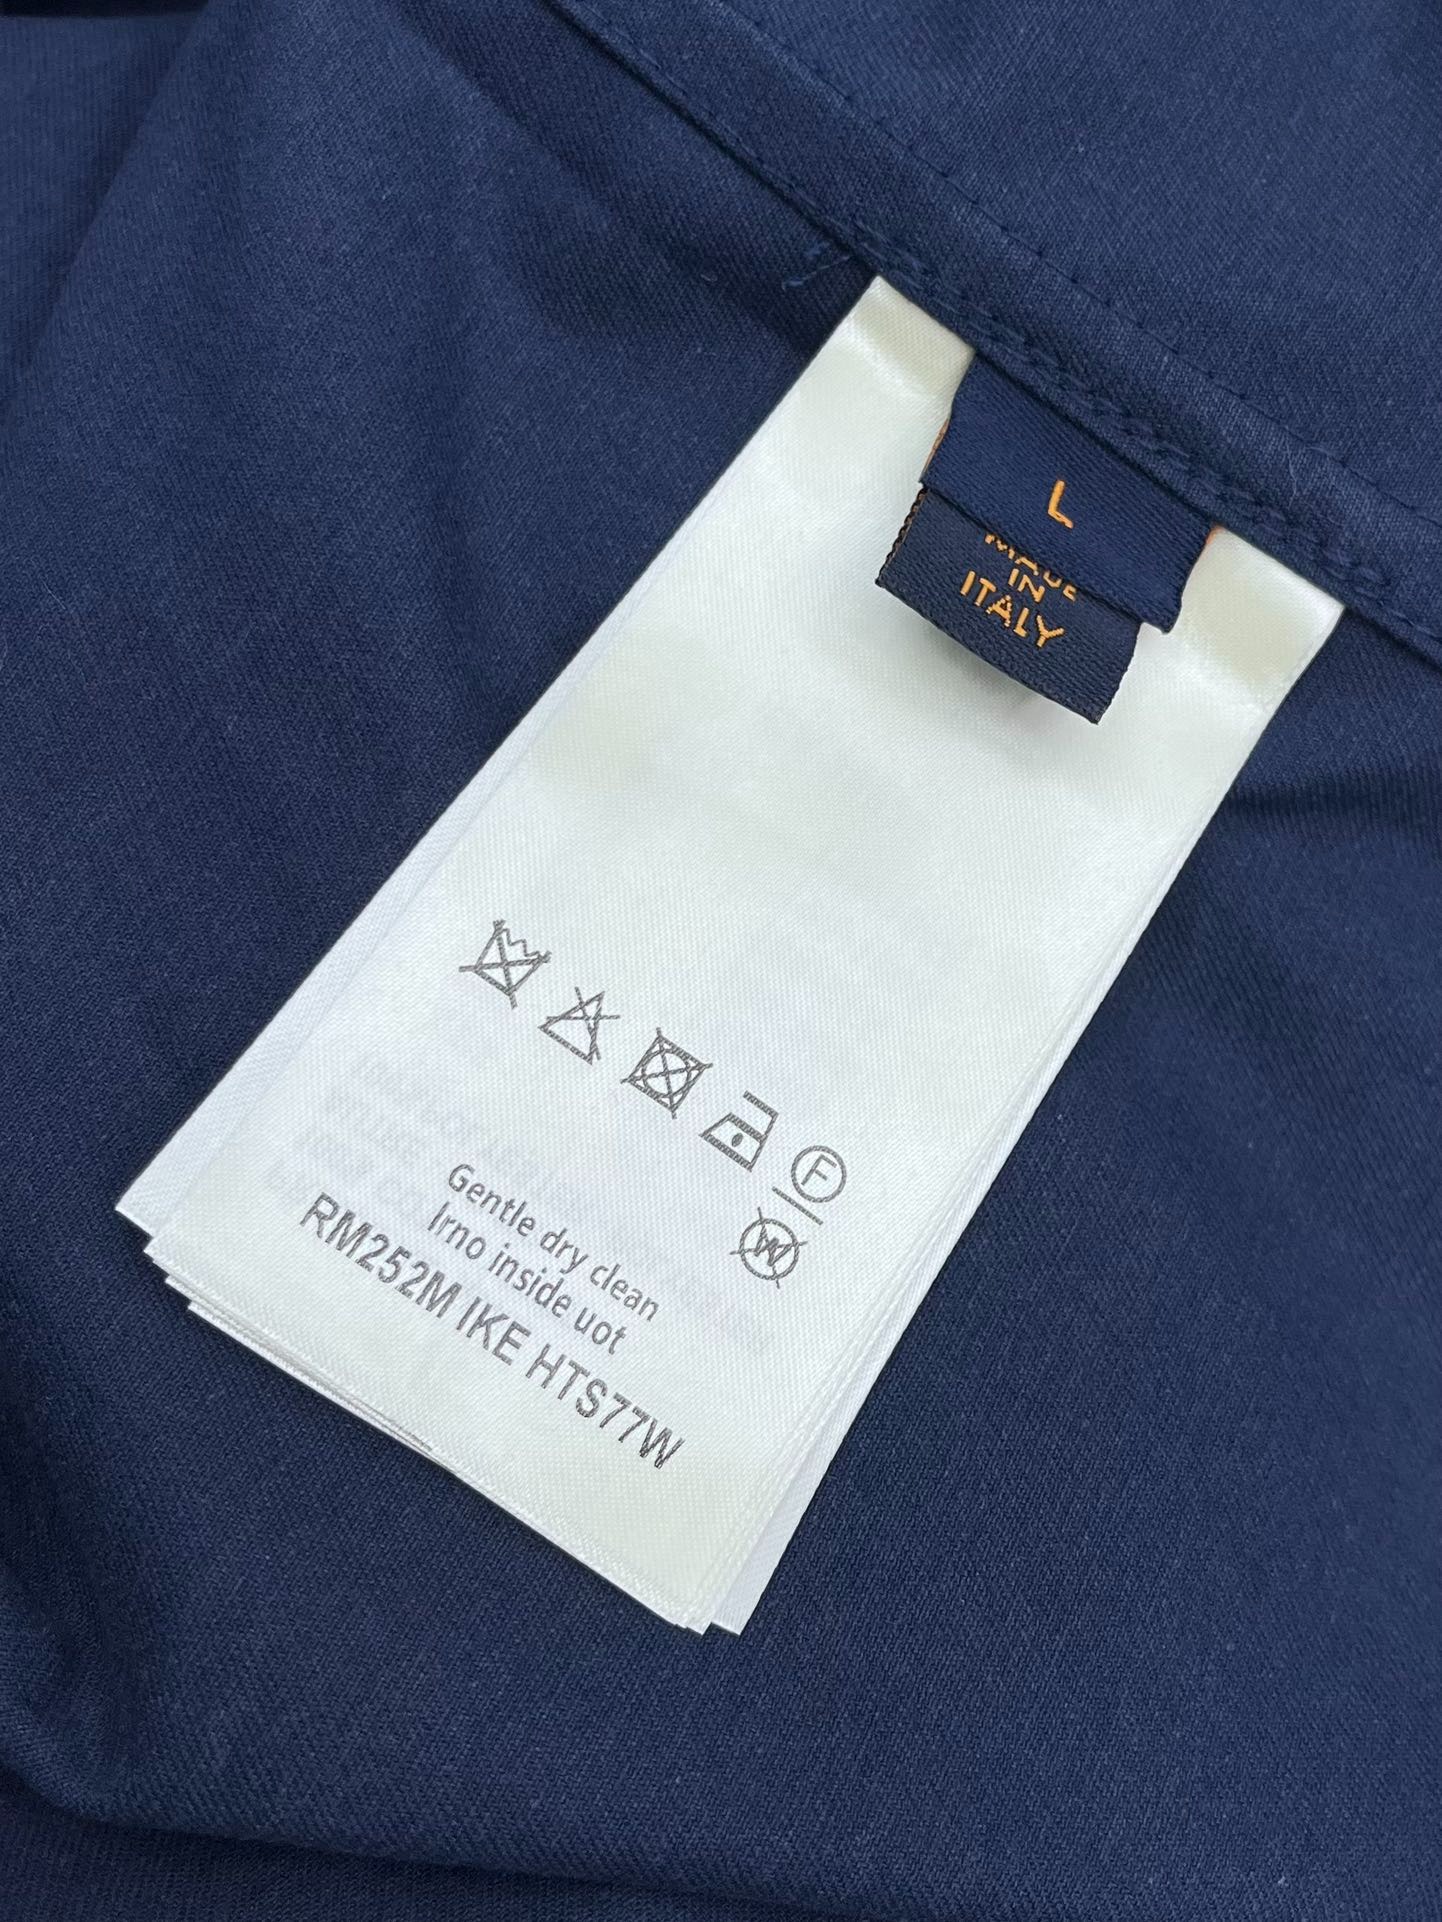 L
MADE
IN
ITALY
F
W
Gentle dry clean
Irno inside uot
RM252M IKE HTS77W